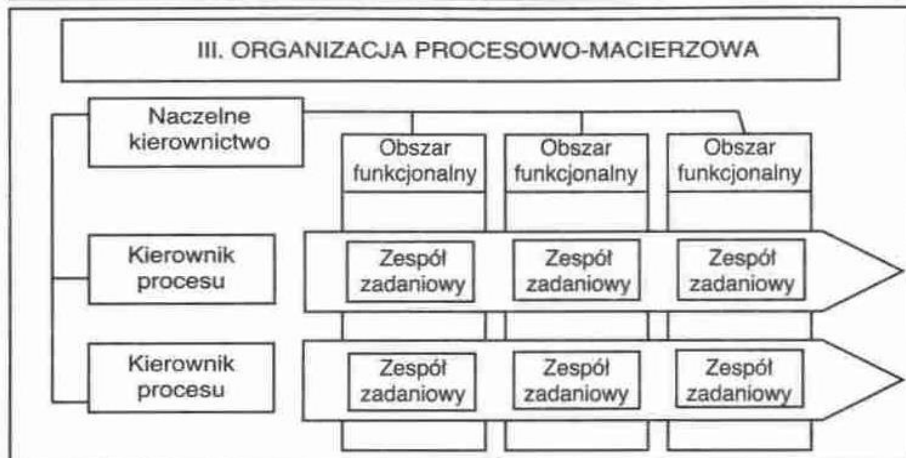 III. ORGANIZACJA PROCESOWO-MACIERZOWA
Naczelne
kierownictwo
Obszar
funkcjonalny
Obszar
funkcjonalny
Obszar
funkcjonalny
Kierownik
procesu
Zespół
zadaniowy
Zespół
zadaniowy
Zespół
zadaniowy
Kierownik
procesu
Zespół
zadaniowy
Zespół
zadaniowy
Zespół
zadaniowy